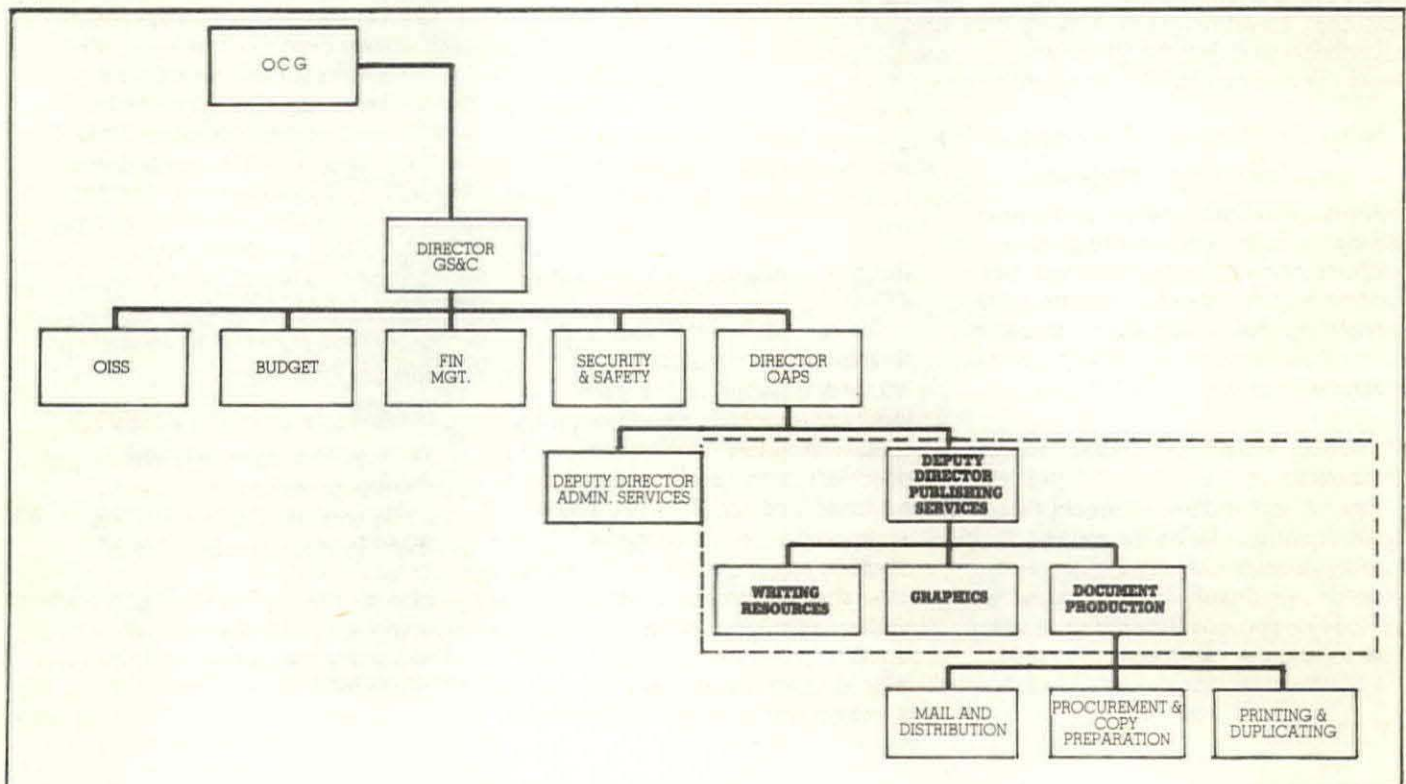 OCG
DIRECTOR
GS&C
OISS
BUDGET
FIN
MGT.
SECURITY
& SAFETY
DIRECTOR
OAPS
DEPUTY DIRECTOR
ADMIN. SERVICES
DEPUTY
DIRECTOR
PUBLISHING
SERVICES
WRITING
RESOURCES
GRAPHICS
DOCUMENT
PRODUCTION
MAIL AND
DISTRIBUTION
PROCUREMENT &
COPY
PREPARATION
PRINTING &
DUPLICATING